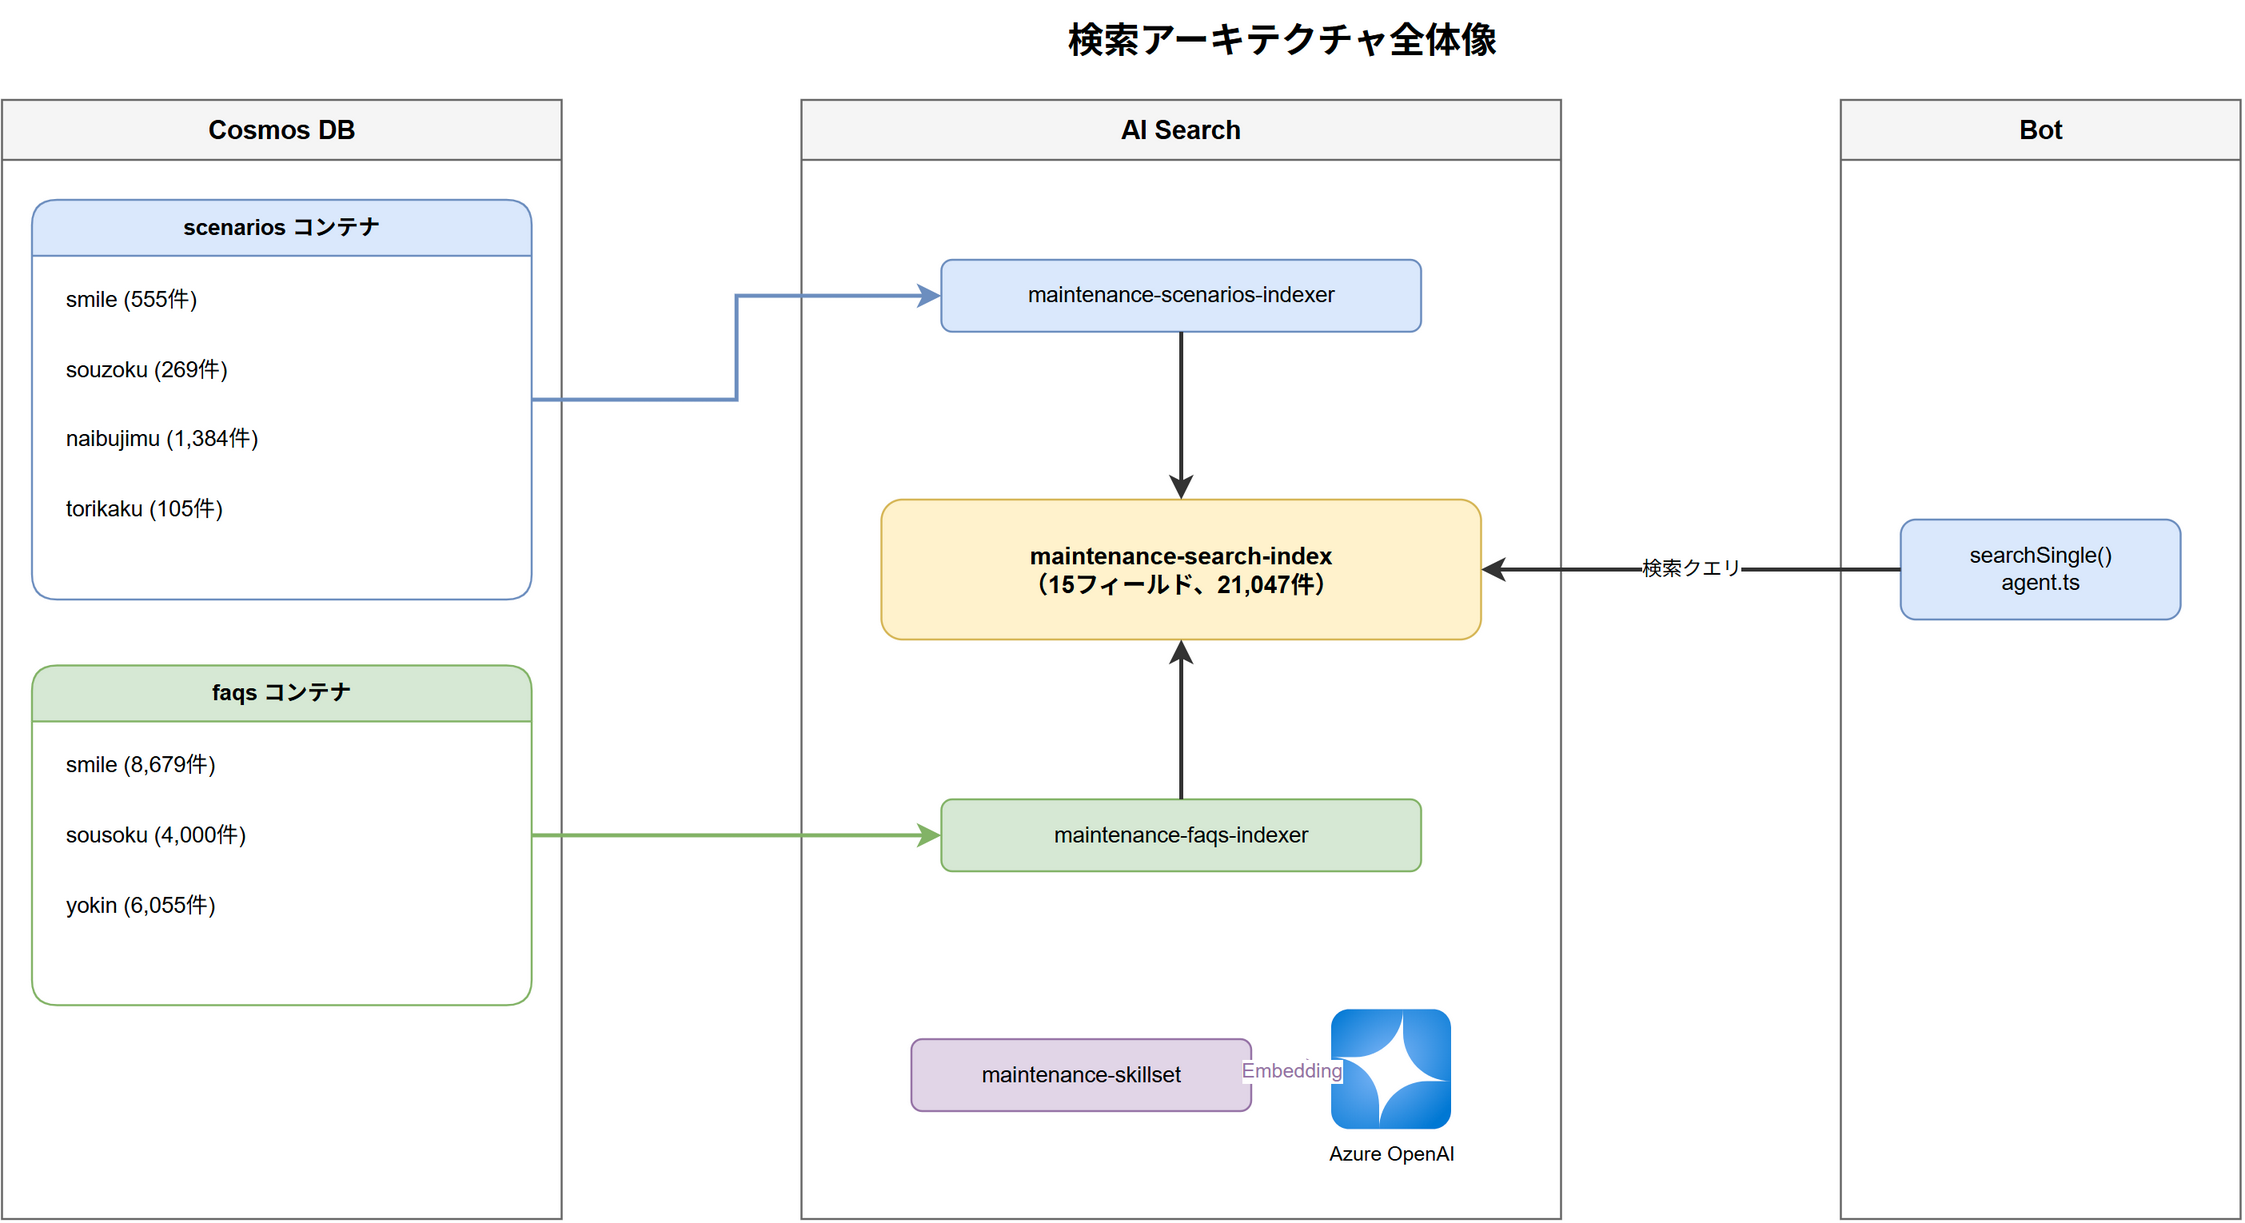 検索アーキテクチャ全体像
Cosmos DB
scenarios コンテナ
smile (555件)
souzoku (269件)
naibujimu (1,384件)
torikaku (105件)
faqs コンテナ
smile (8,679件)
sousoku (4,000件)
yokin (6,055件)
AI Search
maintenance-scenarios-indexer
maintenance-search-index
（15フィールド、21,047件）
maintenance-faqs-indexer
maintenance-skillset
Embedding
Azure OpenAI
検索クエリ
Bot
searchSingle()
agent.ts